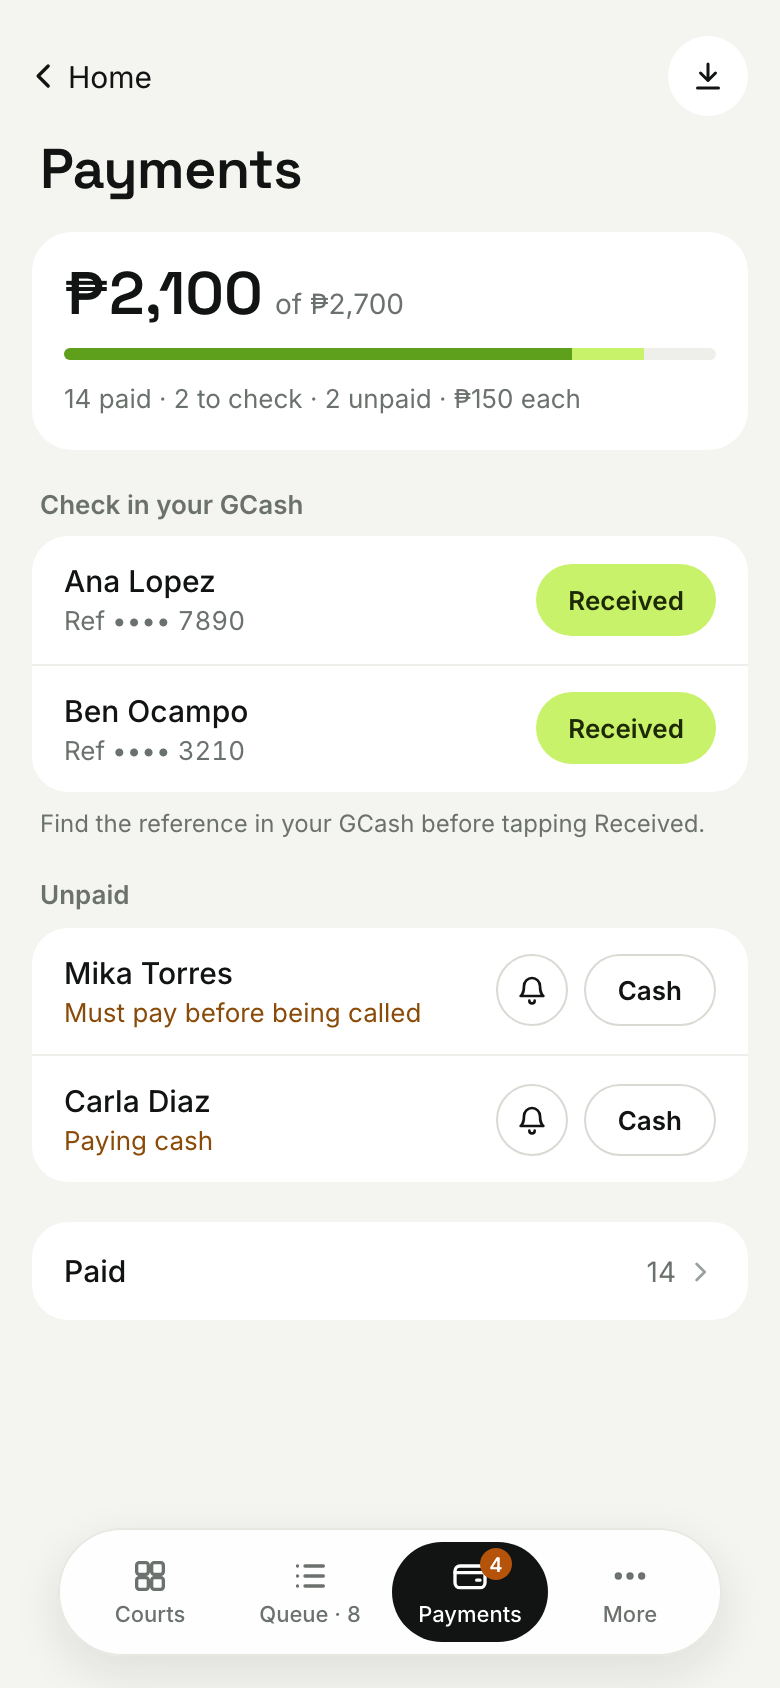 Home
Payments
₱2,100 of ₱2,700
14 paid · 2 to check · 2 unpaid · ₱150 each
Check in your GCash
Ana Lopez
Ref •••• 7890
Received
Ben Ocampo
Ref •••• 3210
Received
Find the reference in your GCash before tapping Received.
Unpaid
Mika Torres
Must pay before being called
Cash
Carla Diaz
Paying cash
Cash
Paid 14
4
Courts Queue · 8 Payments More